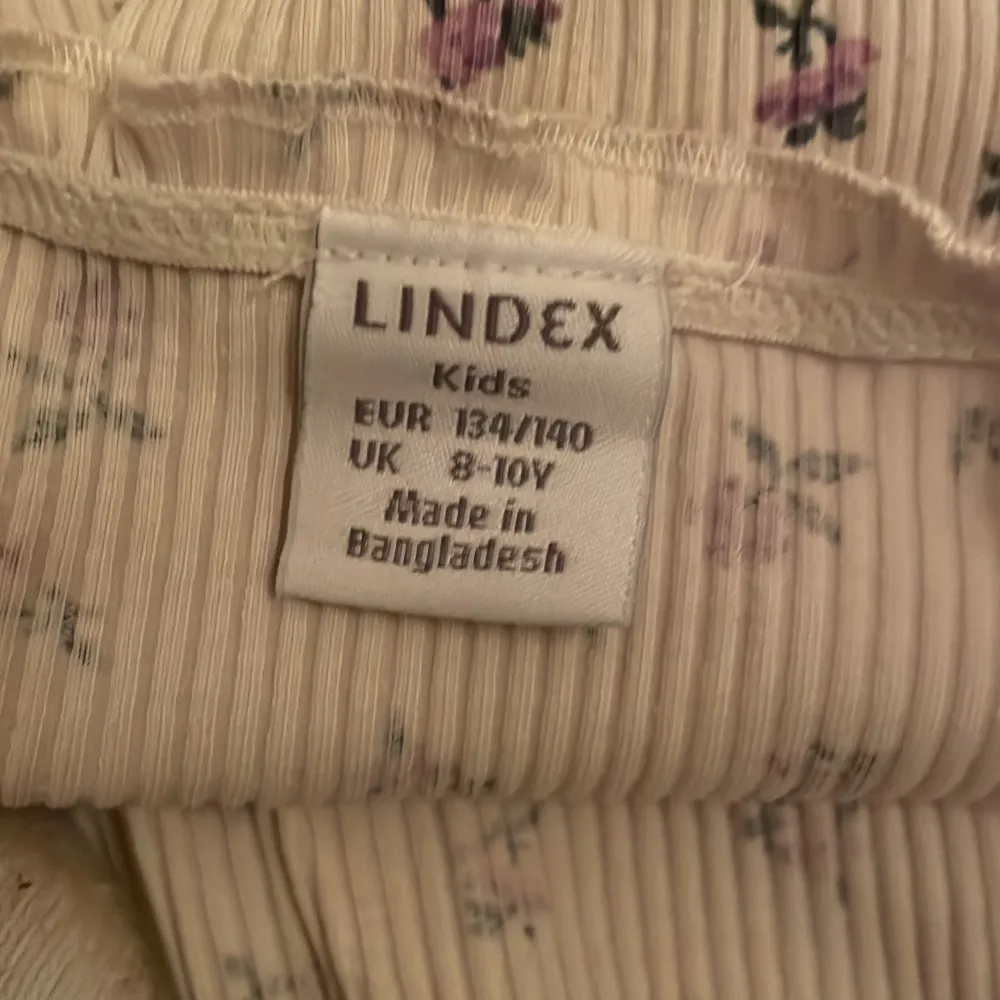 LINDEX
Kids
EUR 134/140
UK 8-10Y
Made in
Bangladesh